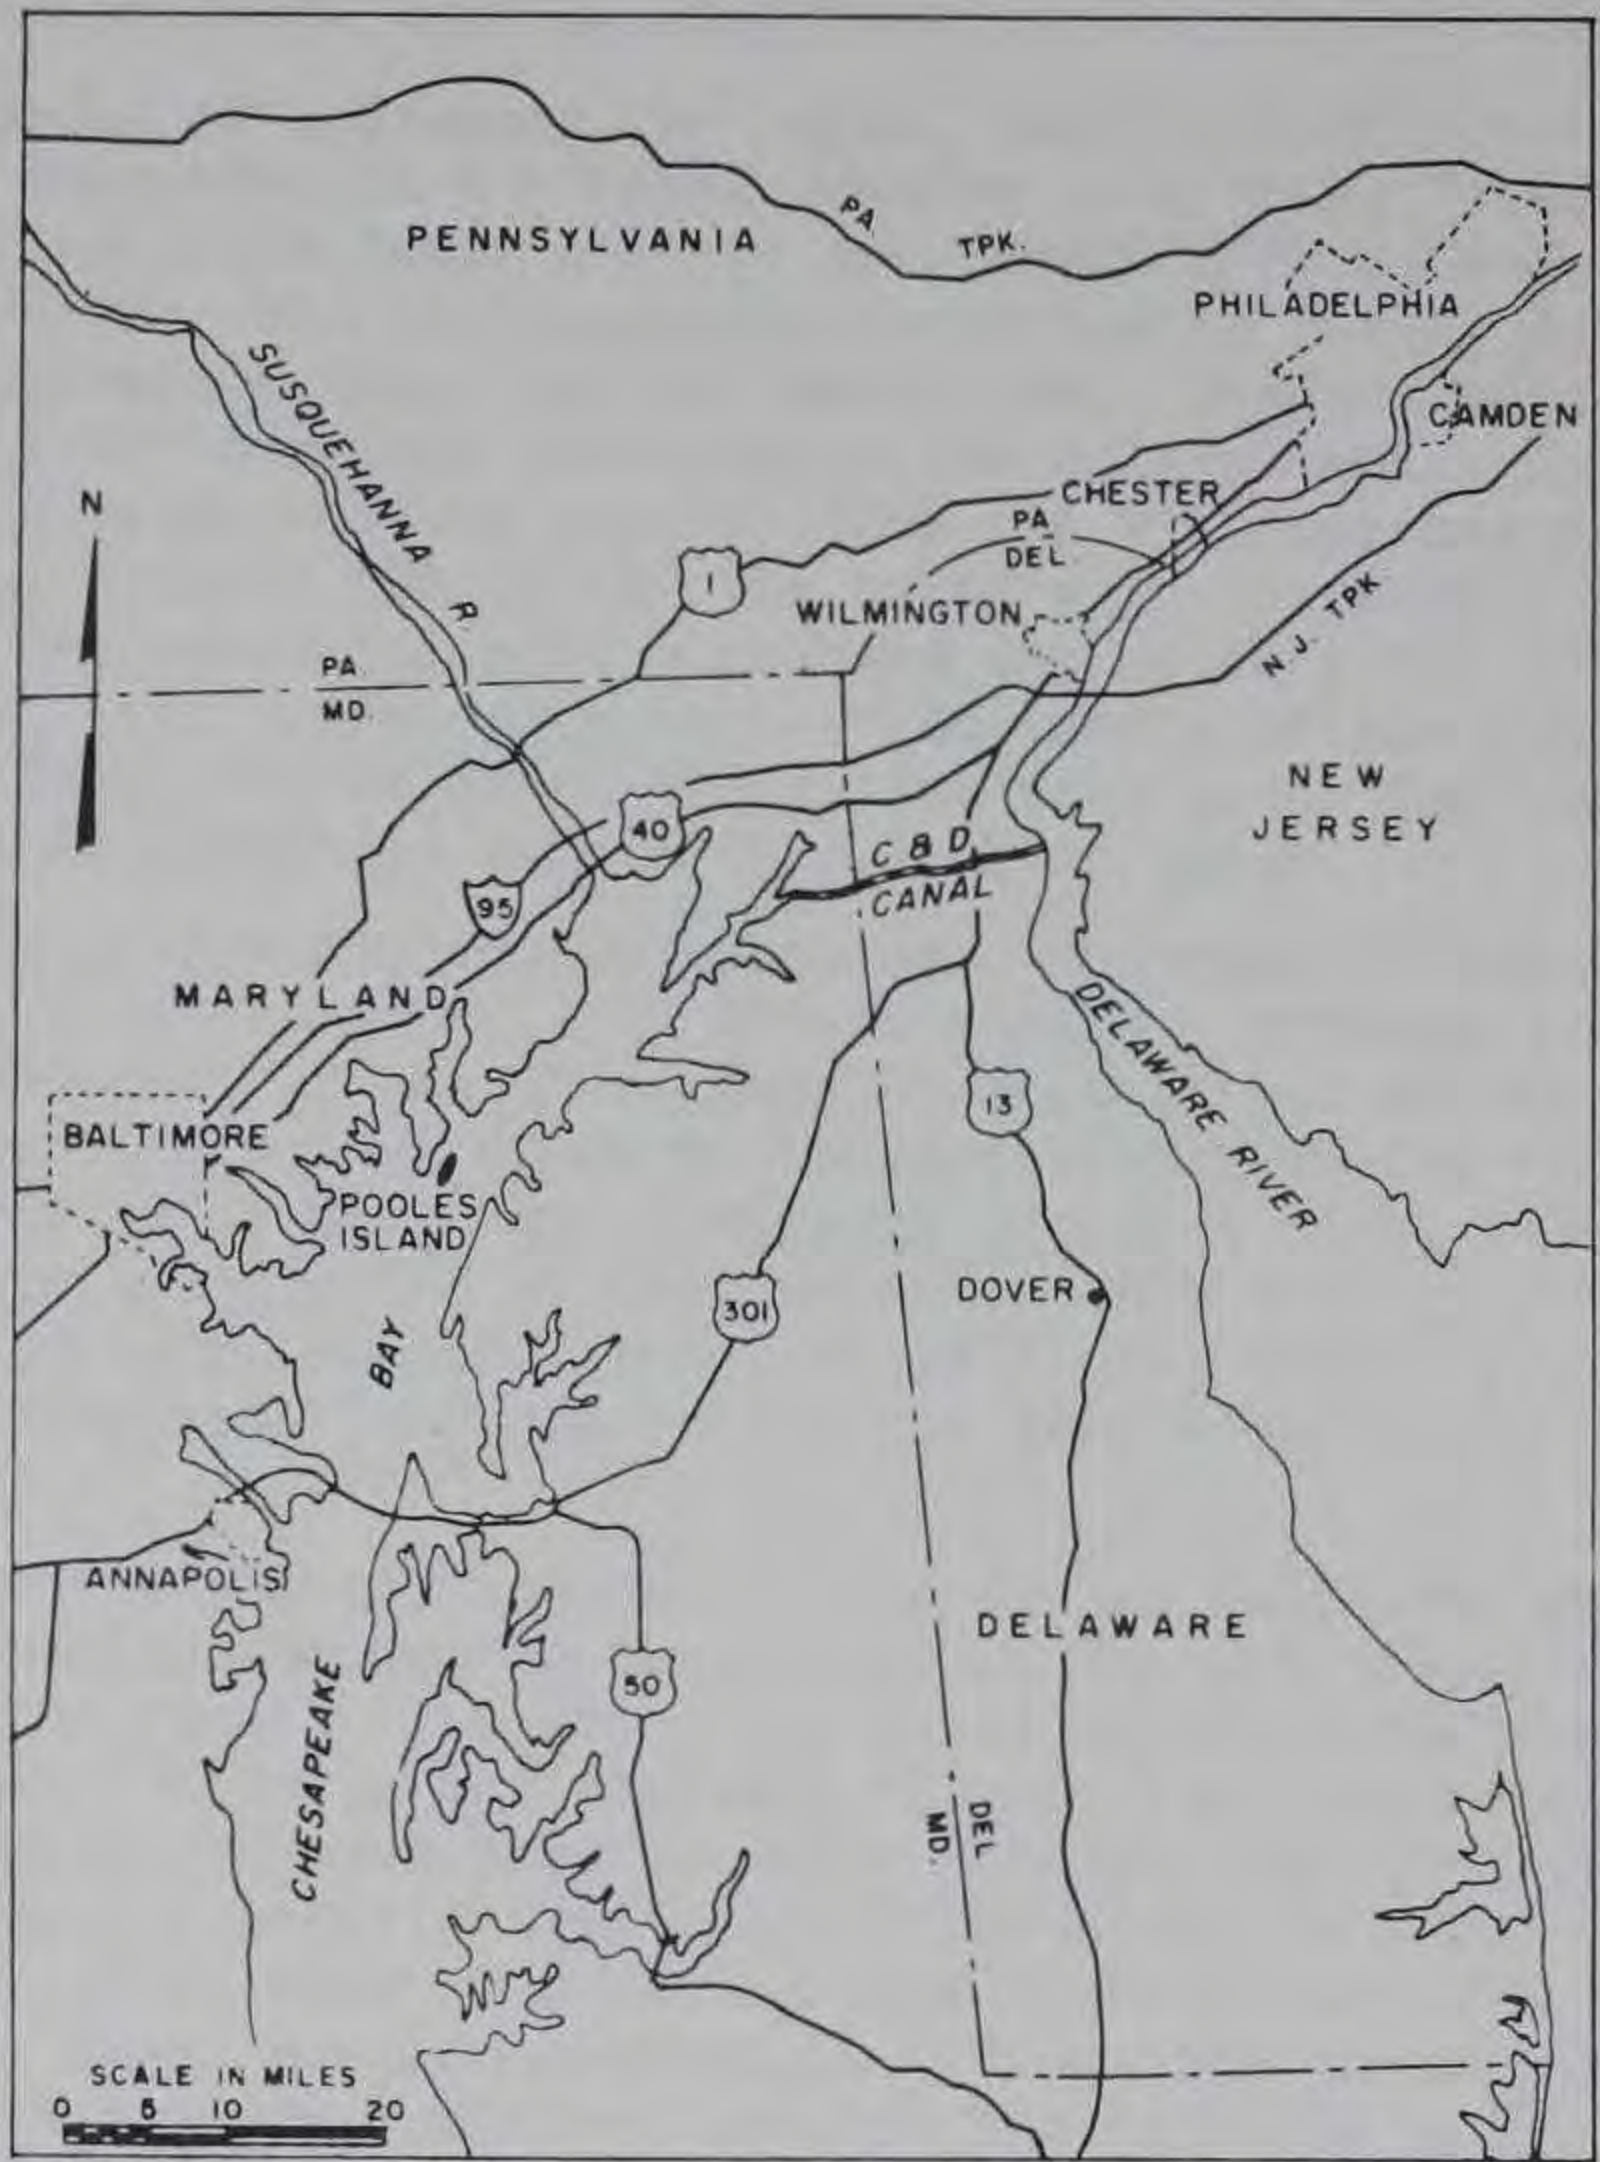 PENNSYLVANIA
PA.
TPK.
PHILADELPHIA
SUSQUEHANNA R.
CAMDEN
N
CHESTER
PA
DEL
1
WILMINGTON
N.J. TPK
PA.
MD.
NEW
JERSEY
40
C & D
CANAL
95
MARYLAND
DELAWARE RIVER
13
BALTIMORE
POOLES
ISLAND
DOVER
301
BAY
ANNAPOLIS
DELAWARE
50
CHESAPEAKE
DEL
MD.
SCALE IN MILES
0 5 10 20